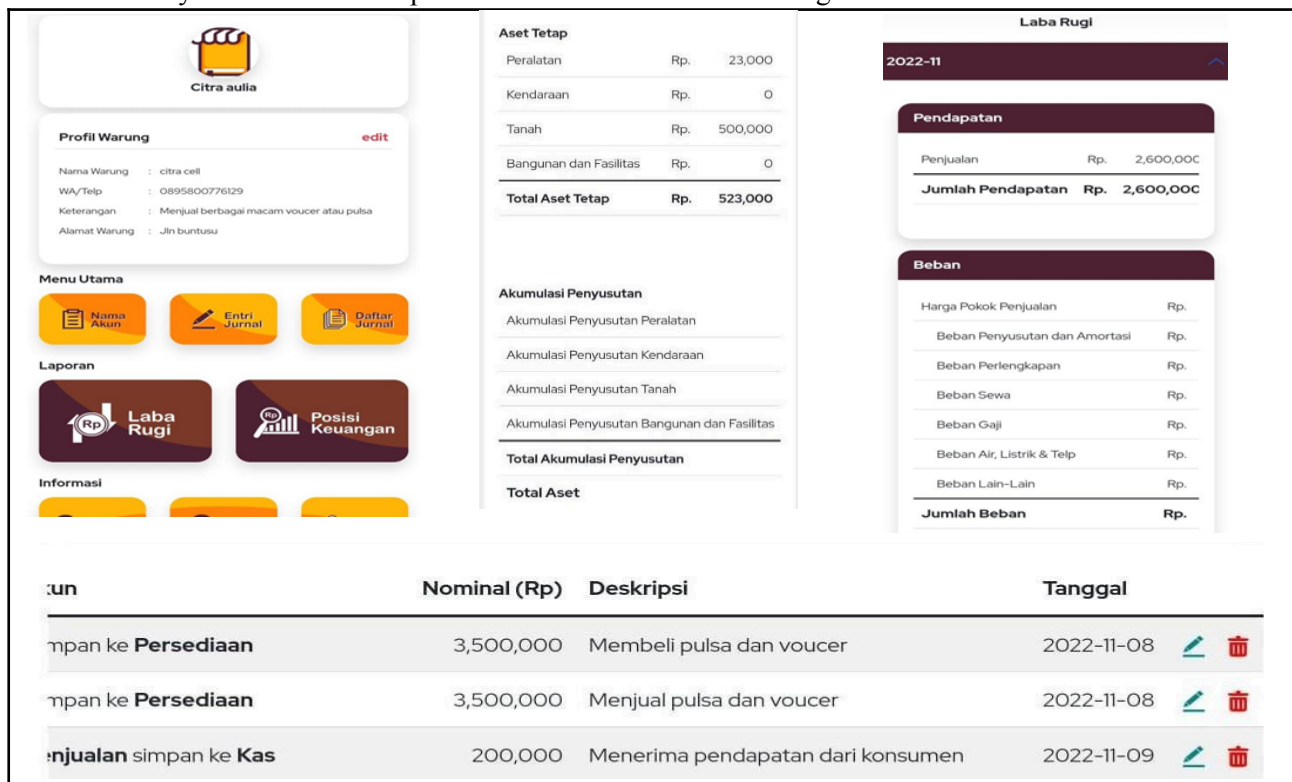 Citra aulia
Profil Warung edit
Nama Warung : citra cell
WA/Telp : 0895800776129
Keterangan : Menjual berbagai macam voucer atau pulsa
Alamat Warung : Jln buntusu
Menu Utama
Nama Akun
Entri Jurnal
Daftar Jurnal
Laporan
Rp Laba Rugi
Rp Posisi Keuangan
Informasi
Aset Tetap
Peralatan Rp. 23,000
Kendaraan Rp. 0
Tanah Rp. 500,000
Bangunan dan Fasilitas Rp. 0
Total Aset Tetap Rp. 523,000
Akumulasi Penyusutan
Akumulasi Penyusutan Peralatan
Akumulasi Penyusutan Kendaraan
Akumulasi Penyusutan Tanah
Akumulasi Penyusutan Bangunan dan Fasilitas
Total Akumulasi Penyusutan
Total Aset
Laba Rugi
2022-11
Pendapatan
Penjualan Rp. 2,600,000
Jumlah Pendapatan Rp. 2,600,000
Beban
Harga Pokok Penjualan Rp.
Beban Penyusutan dan Amortasi Rp.
Beban Perlengkapan Rp.
Beban Sewa Rp.
Beban Gaji Rp.
Beban Air, Listrik & Telp Rp.
Beban Lain-Lain Rp.
Jumlah Beban Rp.
kun Nominal (Rp) Deskripsi Tanggal
mpan ke Persediaan 3,500,000 Membeli pulsa dan voucer 2022-11-08
mpan ke Persediaan 3,500,000 Menjual pulsa dan voucer 2022-11-08
enjualan simpan ke Kas 200,000 Menerima pendapatan dari konsumen 2022-11-09